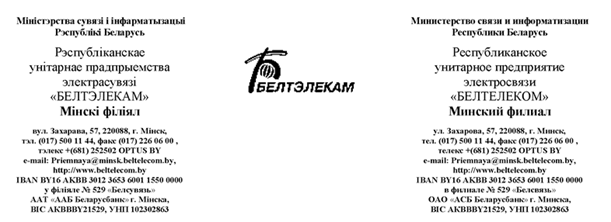 Міністэрства сувязі і інфарматызацыі
Рэспублікі Беларусь
Рэспубліканскае
унітарнае прадпрыемства
электрасувязі
«БЕЛТЭЛЕКАМ»
Мінскі філіял
вул. Захарава, 57, 220088, г. Мінск,
тэл. (017) 500 11 44, факс (017) 226 06 00 ,
тэлекс +(681) 252502 OPTUS BY
e-mail: Priemnaya@minsk.beltelecom.by,
http://www.beltelecom.by
IBAN BY16 AKBB 3012 3653 6001 1550 0000
у філіяле № 529 «Белсувязь»
ААТ «ААБ Беларусбанк» г. Мінск,
BIC AKBBBY21529, УНП 102302863
БЕЛТЭЛЕКАМ
Министерство связи и информатизации
Республики Беларусь
Республиканское
унитарное предприятие
электросвязи
«БЕЛТЕЛЕКОМ»
Минский филиал
ул. Захарова, 57, 220088, г. Минск,
тел. (017) 500 11 44, факс (017) 226 06 00 ,
телекс +(681) 252502 OPTUS BY
e-mail: Priemnaya@minsk.beltelecom.by,
http://www.beltelecom.by
IBAN BY16 AKBB 3012 3653 6001 1550 0000
в филиале № 529 «Белсвязь»
ОАО «АСБ Беларусбанк» г. Минск,
BIC AKBBBY21529, УНП 102302863